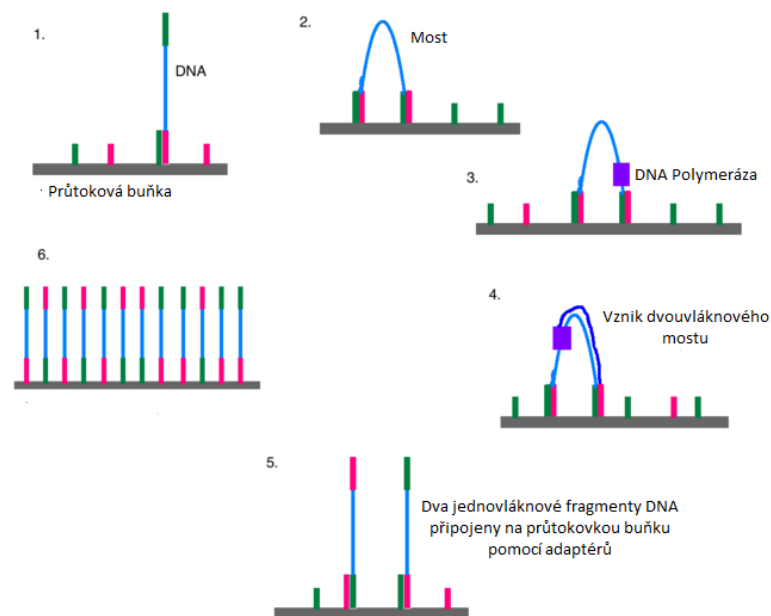 1.
DNA
Průtoková buňka
2.
Most
3.
DNA Polymeráza
4.
Vznik dvouvláknového
mostu
5.
Dva jednovláknové fragmenty DNA
připojeny na průtokovkou buňku
pomocí adaptérů
6.